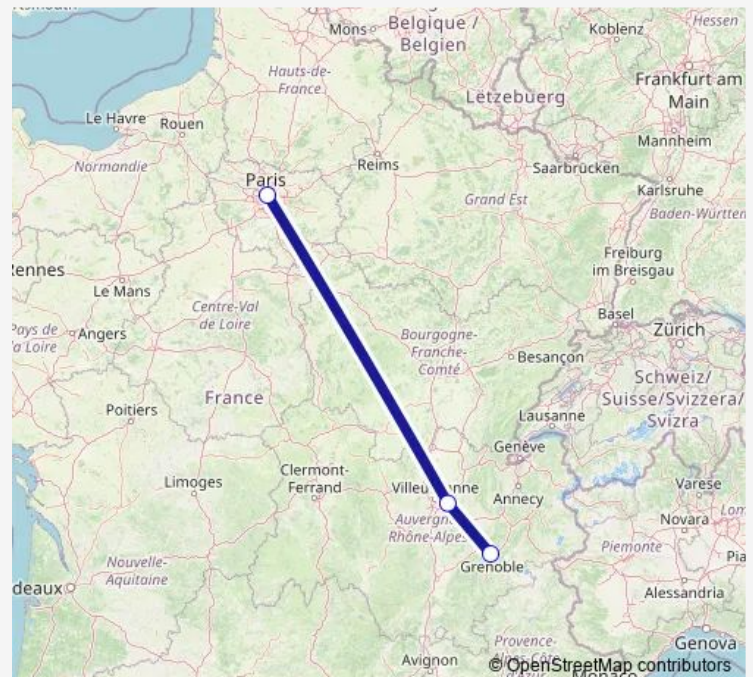 Mons
Belgique /
Belgien
Koblenz
Hessen
Hauts-de-
France
Lëtzebuerg
Frankfurt am
Main
Le Havre
Rouen
Mannheim
Reims
Saarbrücken
Normandie
Paris
Karlsruhe
Grand Est
Baden-Württem
Rennes
Freiburg
im Breisgau
Le Mans
Centre-Val
de Loire
Basel
Zürich
Pays de
la Loire
Angers
Bourgogne-
Franche-
Comté
Besançon
Schweiz/
Suisse/Svizzera/
Svizra
France
Poitiers
Lausanne
Genève
Clermont-
Ferrand
Limoges
Annecy
Varese
Auvergne
Rhône-Alpes
Novara
Piemonte
Grenoble
Nouvelle-
Aquitaine
deaux
Alessandria
Genova
Provence-
Avignon
© OpenStreetMap contributors